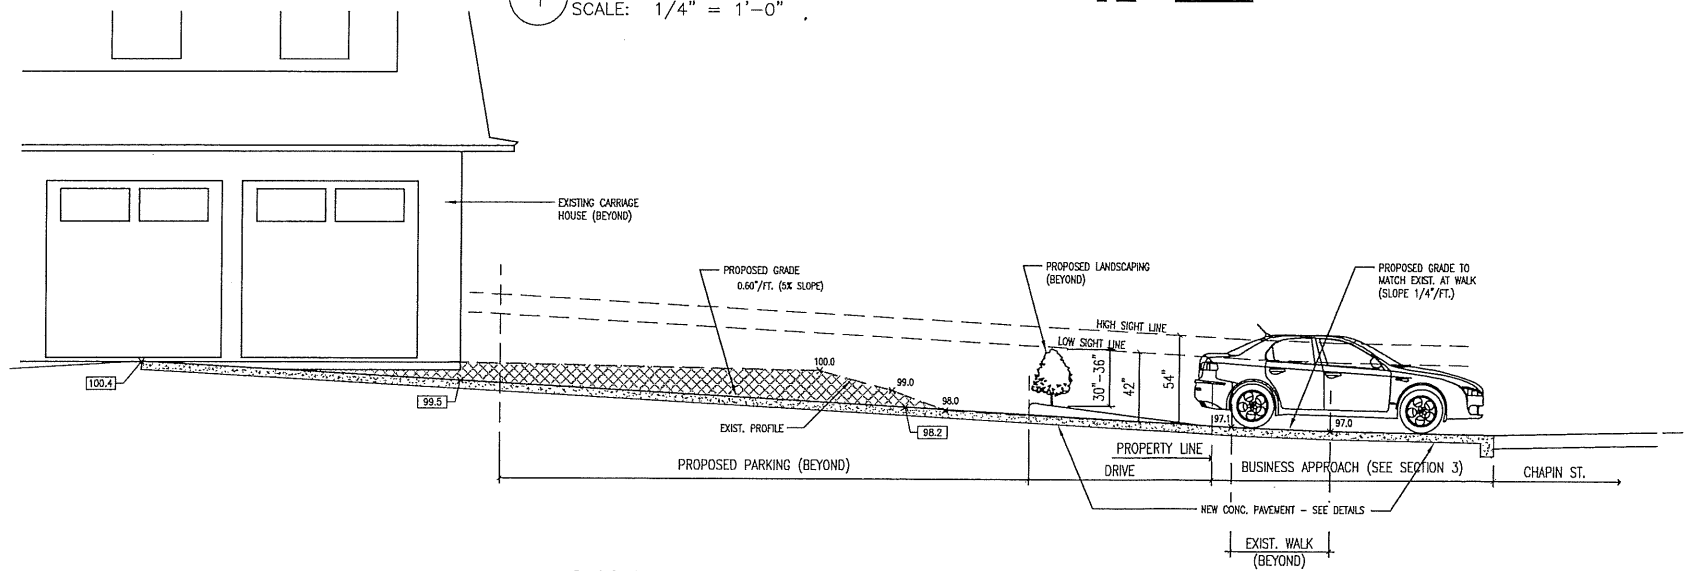 1
SCALE: 1/4" = 1'-0"
EXISTING CARRIAGE
HOUSE (BEYOND)
PROPOSED GRADE
0.60"/FT. (5% SLOPE)
PROPOSED LANDSCAPING
(BEYOND)
PROPOSED GRADE TO
MATCH EXIST. AT WALK
(SLOPE 1/4"/FT.)
HIGH SIGHT LINE
LOW SIGHT LINE
100.0
99.0
98.0
100.4
99.5
98.2
30"-36"
42"
54"
97.1
97.0
EXIST. PROFILE
PROPERTY LINE
PROPOSED PARKING (BEYOND)
DRIVE
BUSINESS APPROACH (SEE SECTION 3)
CHAPIN ST.
NEW CONC. PAVEMENT - SEE DETAILS
EXIST. WALK
(BEYOND)